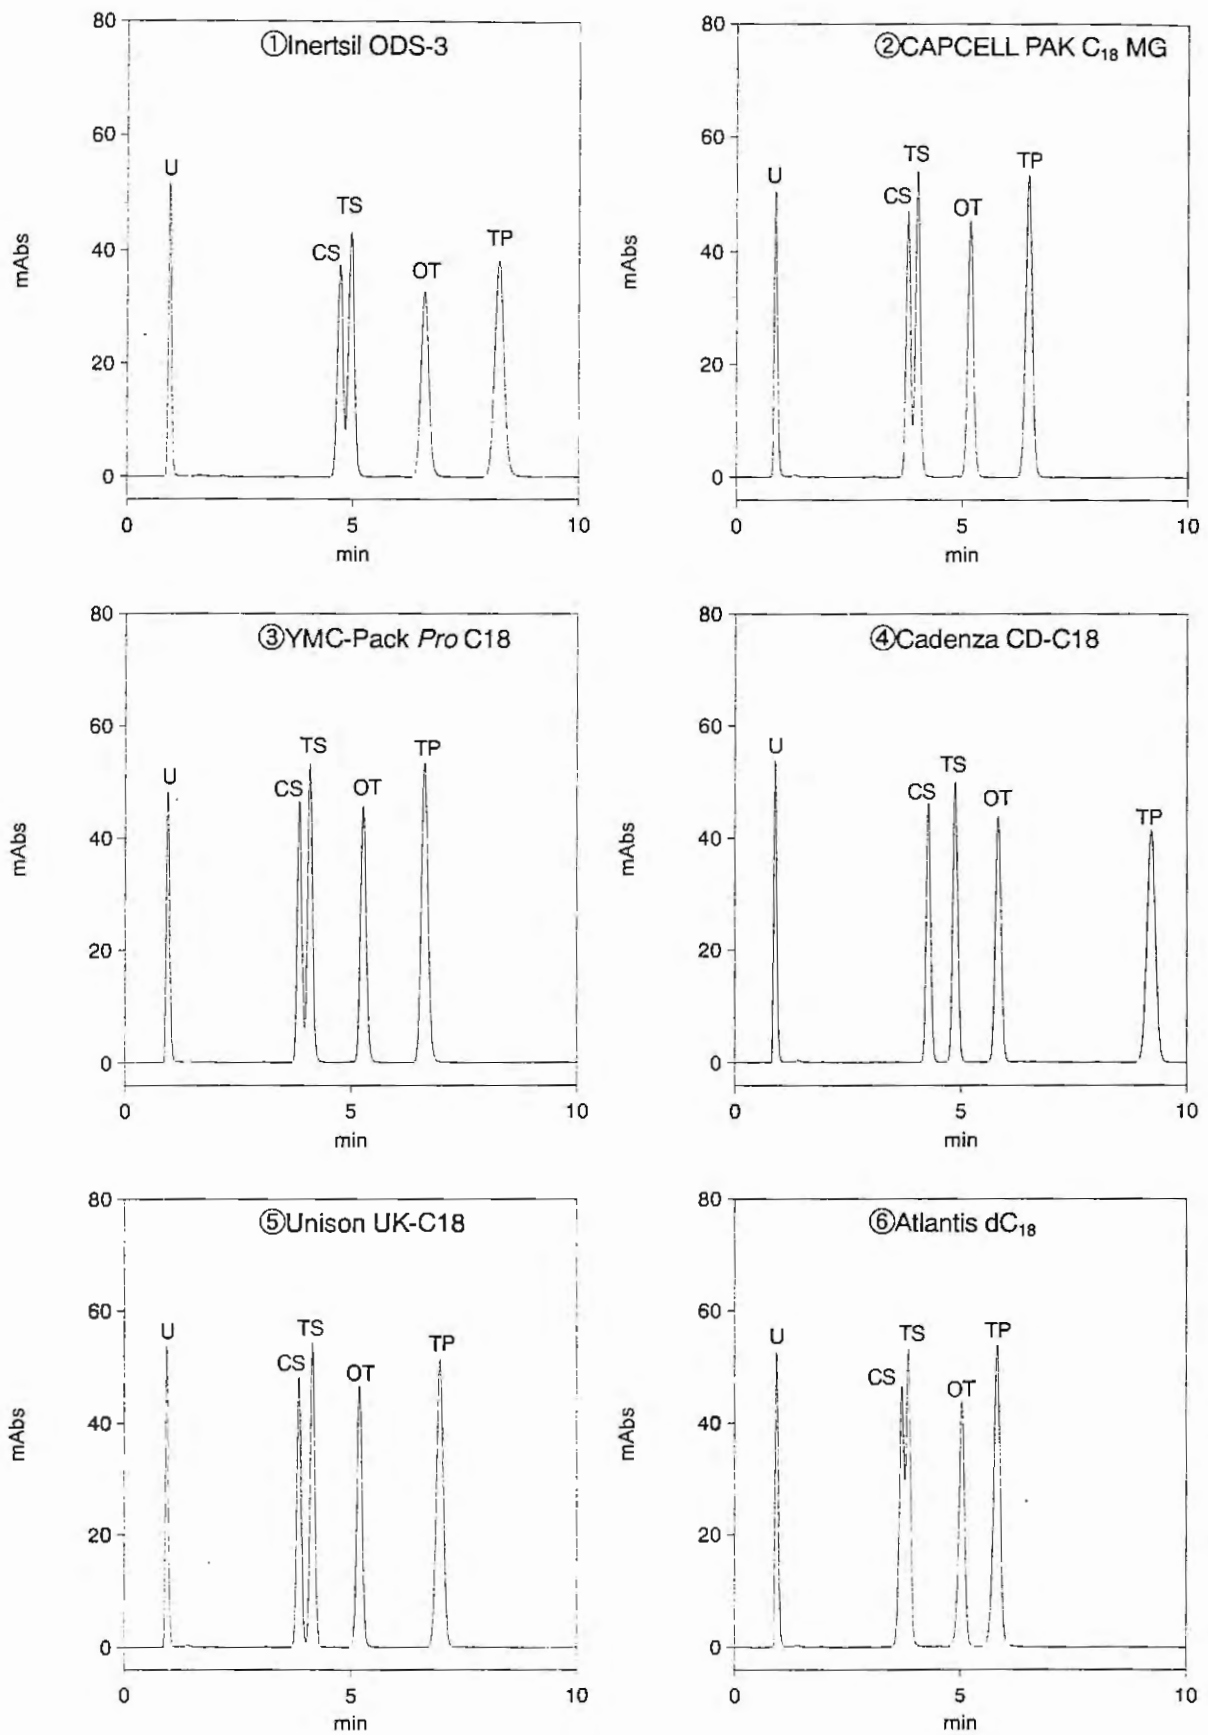 ①Inertsil ODS-3
80
60
40
20
0
mAbs
U
CS
TS
OT
TP
0
5
10
min
②CAPCELL PAK C₁₈ MG
80
60
40
20
0
mAbs
U
CS
TS
OT
TP
0
5
10
min
③YMC-Pack Pro C18
80
60
40
20
0
mAbs
U
CS
TS
OT
TP
0
5
10
min
④Cadenza CD-C18
80
60
40
20
0
mAbs
U
CS
TS
OT
TP
0
5
10
min
⑤Unison UK-C18
80
60
40
20
0
mAbs
U
CS
TS
OT
TP
0
5
10
min
⑥Atlantis dC₁₈
80
60
40
20
0
mAbs
U
CS
TS
OT
TP
0
5
10
min